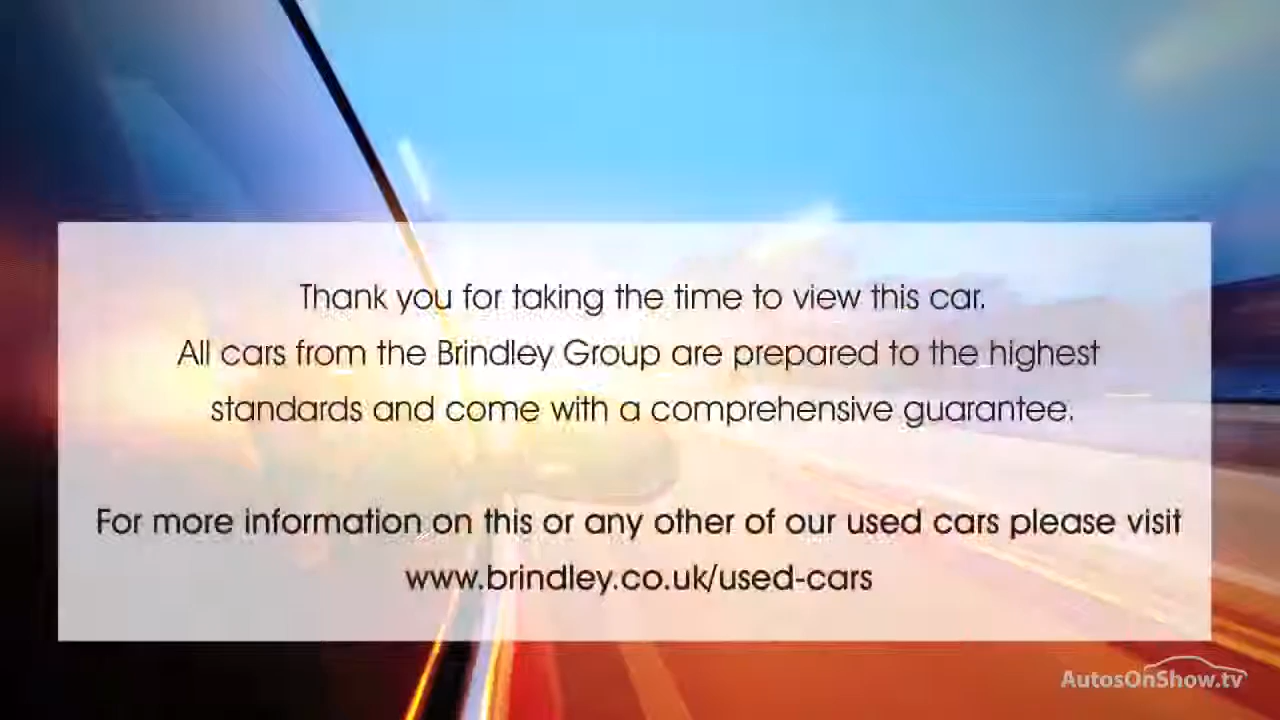 Thank you for taking the time to view this car.
All cars from the Brindley Group are prepared to the highest
standards and come with a comprehensive guarantee.
For more information on this or any other of our used cars please visit
www.brindley.co.uk/used-cars
AutosOnShow.tv